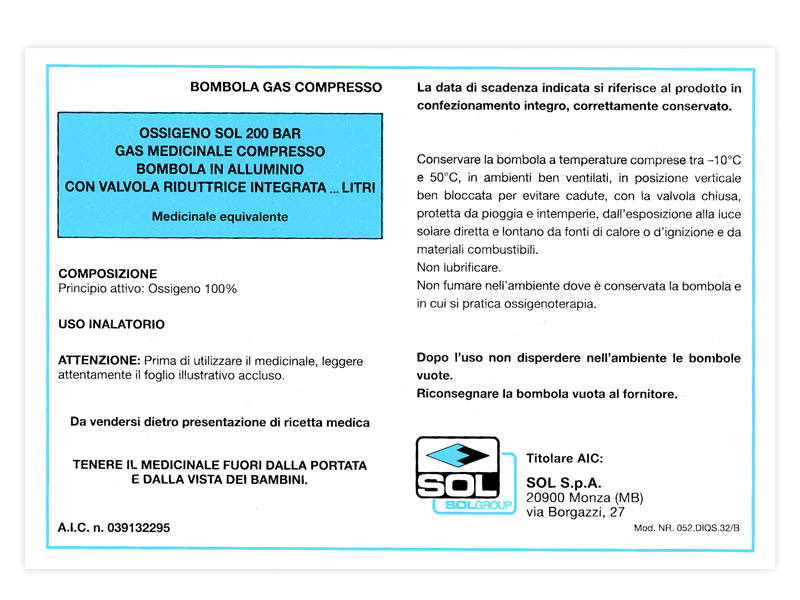 BOMBOLA GAS COMPRESSO
OSSIGENO SOL 200 BAR
GAS MEDICINALE COMPRESSO
BOMBOLA IN ALLUMINIO
CON VALVOLA RIDUTTRICE INTEGRATA ... LITRI
Medicinale equivalente
COMPOSIZIONE
Principio attivo: Ossigeno 100%
USO INALATORIO
ATTENZIONE: Prima di utilizzare il medicinale, leggere
attentamente il foglio illustrativo accluso.
Da vendersi dietro presentazione di ricetta medica
TENERE IL MEDICINALE FUORI DALLA PORTATA
E DALLA VISTA DEI BAMBINI.
A.I.C. n. 039132295
La data di scadenza indicata si riferisce al prodotto in
confezionamento integro, correttamente conservato.
Conservare la bombola a temperature comprese tra –10°C
e 50°C, in ambienti ben ventilati, in posizione verticale
ben bloccata per evitare cadute, con la valvola chiusa,
protetta da pioggia e intemperie, dall'esposizione alla luce
solare diretta e lontano da fonti di calore o d'ignizione e da
materiali combustibili.
Non lubrificare.
Non fumare nell'ambiente dove è conservata la bombola e
in cui si pratica ossigenoterapia.
Dopo l'uso non disperdere nell'ambiente le bombole
vuote.
Riconsegnare la bombola vuota al fornitore.
SOL
SOLGROUP
Titolare AIC:
SOL S.p.A.
20900 Monza (MB)
via Borgazzi, 27
Mod. NR. 052.DIQS.32/B